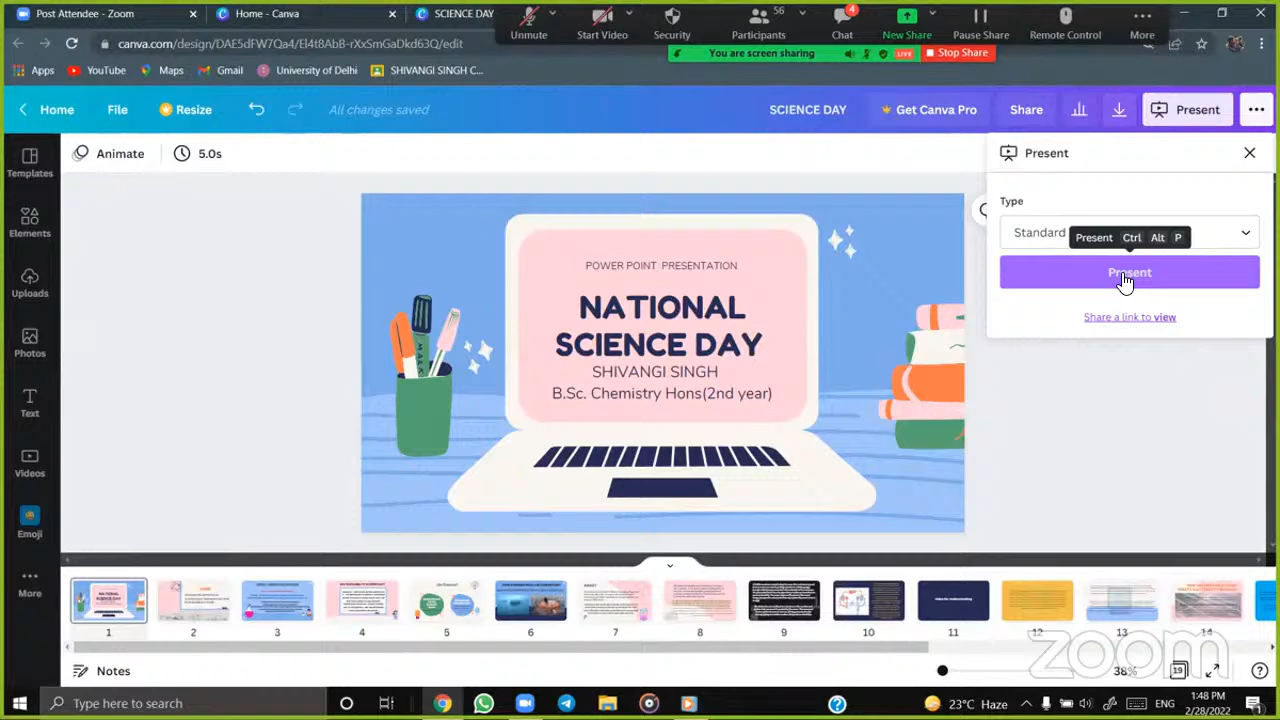 Post Attendee - Zoom
Home - Canva
SCIENCE DAY
Unmute
Start Video
Security
56
Participants
4
Chat
New Share
Pause Share
Remote Control
More
canva.com/design/DAE5dFW7Qa4/El4t8AbB-rXxSmGaDkd63Q/edit
You are screen sharing
LIVE
Stop Share
Apps
YouTube
Maps
Gmail
University of Delhi
SHIVANGI SINGH C...
Home
File
Resize
All changes saved
SCIENCE DAY
Get Canva Pro
Share
Present
Animate
5.0s
Present
Type
Standard
Present Ctrl Alt P
Present
Share a link to view
Templates
Elements
Uploads
Photos
Text
Videos
Emoji
More
POWER POINT PRESENTATION
NATIONAL
SCIENCE DAY
SHIVANGI SINGH
B.Sc. Chemistry Hons(2nd year)
1
2
3
4
5
6
7
8
9
10
11
12
13
14
Notes
38%
19
zoom
Type here to search
23°C Haze
ENG
1:48 PM
2/28/2022